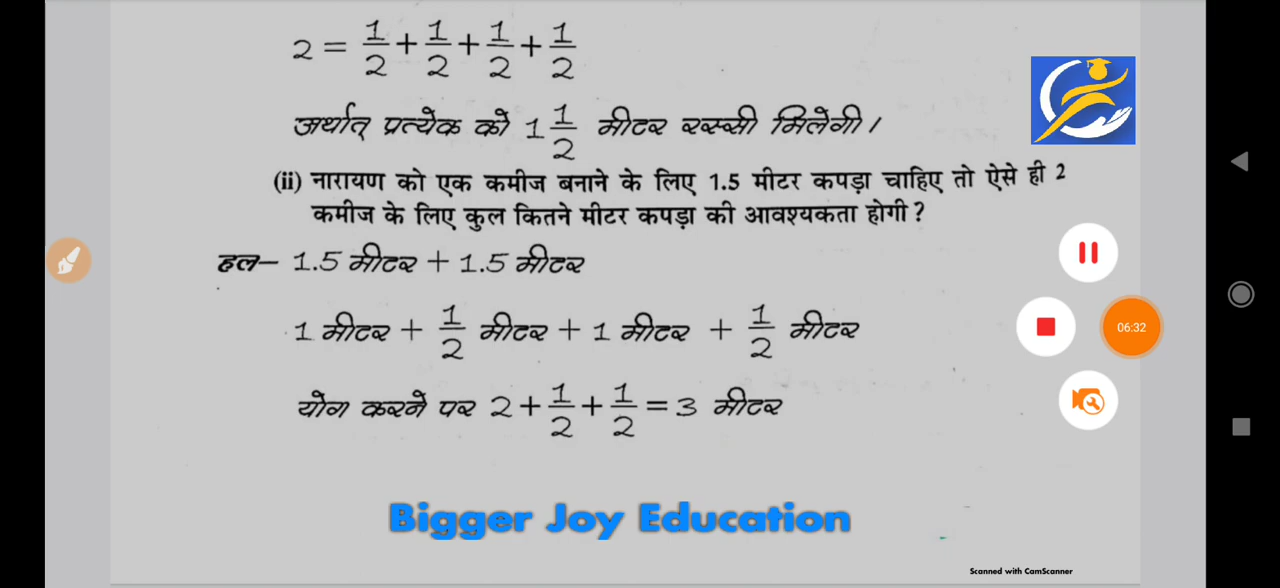 2 = 1/2 + 1/2 + 1/2 + 1/2
अर्थात् प्रत्येक को 1 1/2 मीटर रस्सी मिलेगी।
(ii) नारायण को एक कमीज बनाने के लिए 1.5 मीटर कपड़ा चाहिए तो ऐसे ही 2
कमीज के लिए कुल कितने मीटर कपड़ा की आवश्यकता होगी?
हल— 1.5 मीटर + 1.5 मीटर
1 मीटर + 1/2 मीटर + 1 मीटर + 1/2 मीटर
06:32
योग करने पर 2 + 1/2 + 1/2 = 3 मीटर
Bigger Joy Education
Scanned with CamScanner